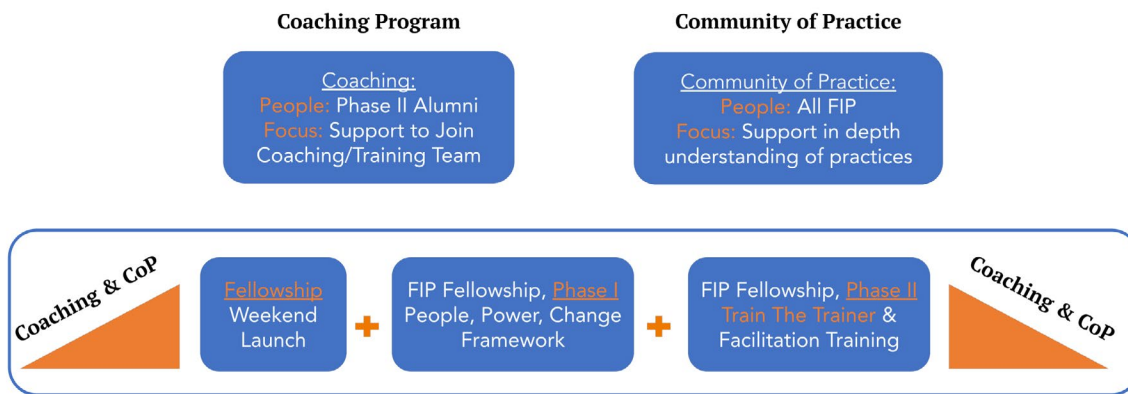 Coaching Program
Community of Practice
Coaching:
People: Phase II Alumni
Focus: Support to Join
Coaching/Training Team
Community of Practice:
People: All FIP
Focus: Support in depth
understanding of practices
Coaching & CoP
Fellowship
Weekend
Launch
+
FIP Fellowship, Phase I
People, Power, Change
Framework
+
FIP Fellowship, Phase II
Train The Trainer &
Facilitation Training
Coaching & CoP